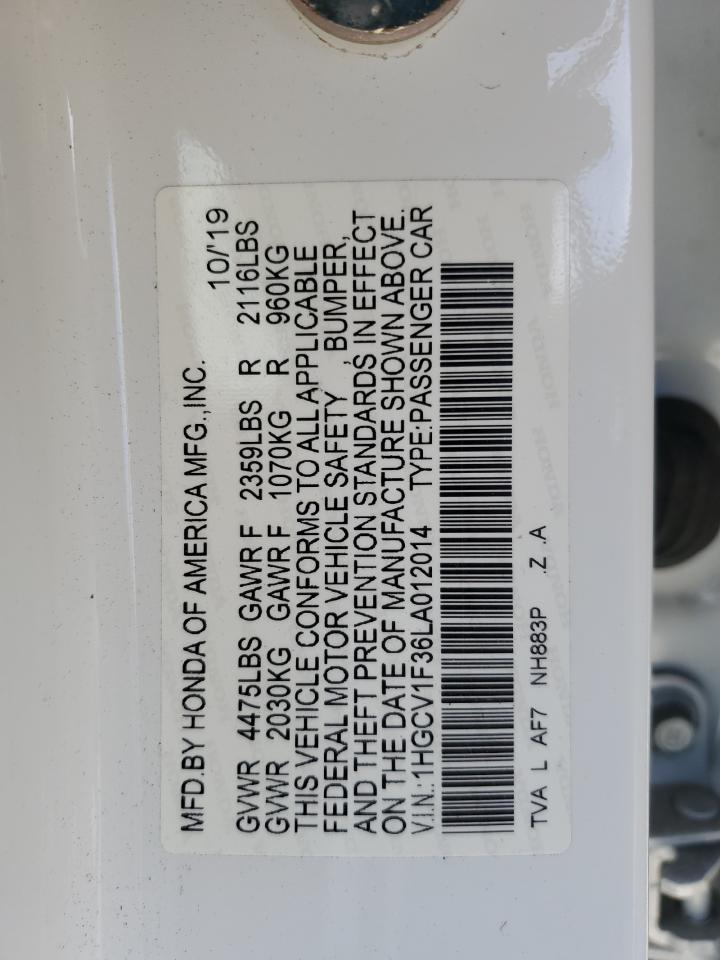 MFD.BY HONDA OF AMERICA MFG.,INC. 10/'19
GVWR 4475LBS GAWR F 2359LBS R 2116LBS
GVWR 2030KG GAWR F 1070KG R 960KG
THIS VEHICLE CONFORMS TO ALL APPLICABLE
FEDERAL MOTOR VEHICLE SAFETY , BUMPER,
AND THEFT PREVENTION STANDARDS IN EFFECT
ON THE DATE OF MANUFACTURE SHOWN ABOVE.
V.I.N.:1HGCV1F36LA012014 TYPE:PASSENGER CAR
TVA L AF7 NH883P .Z .A